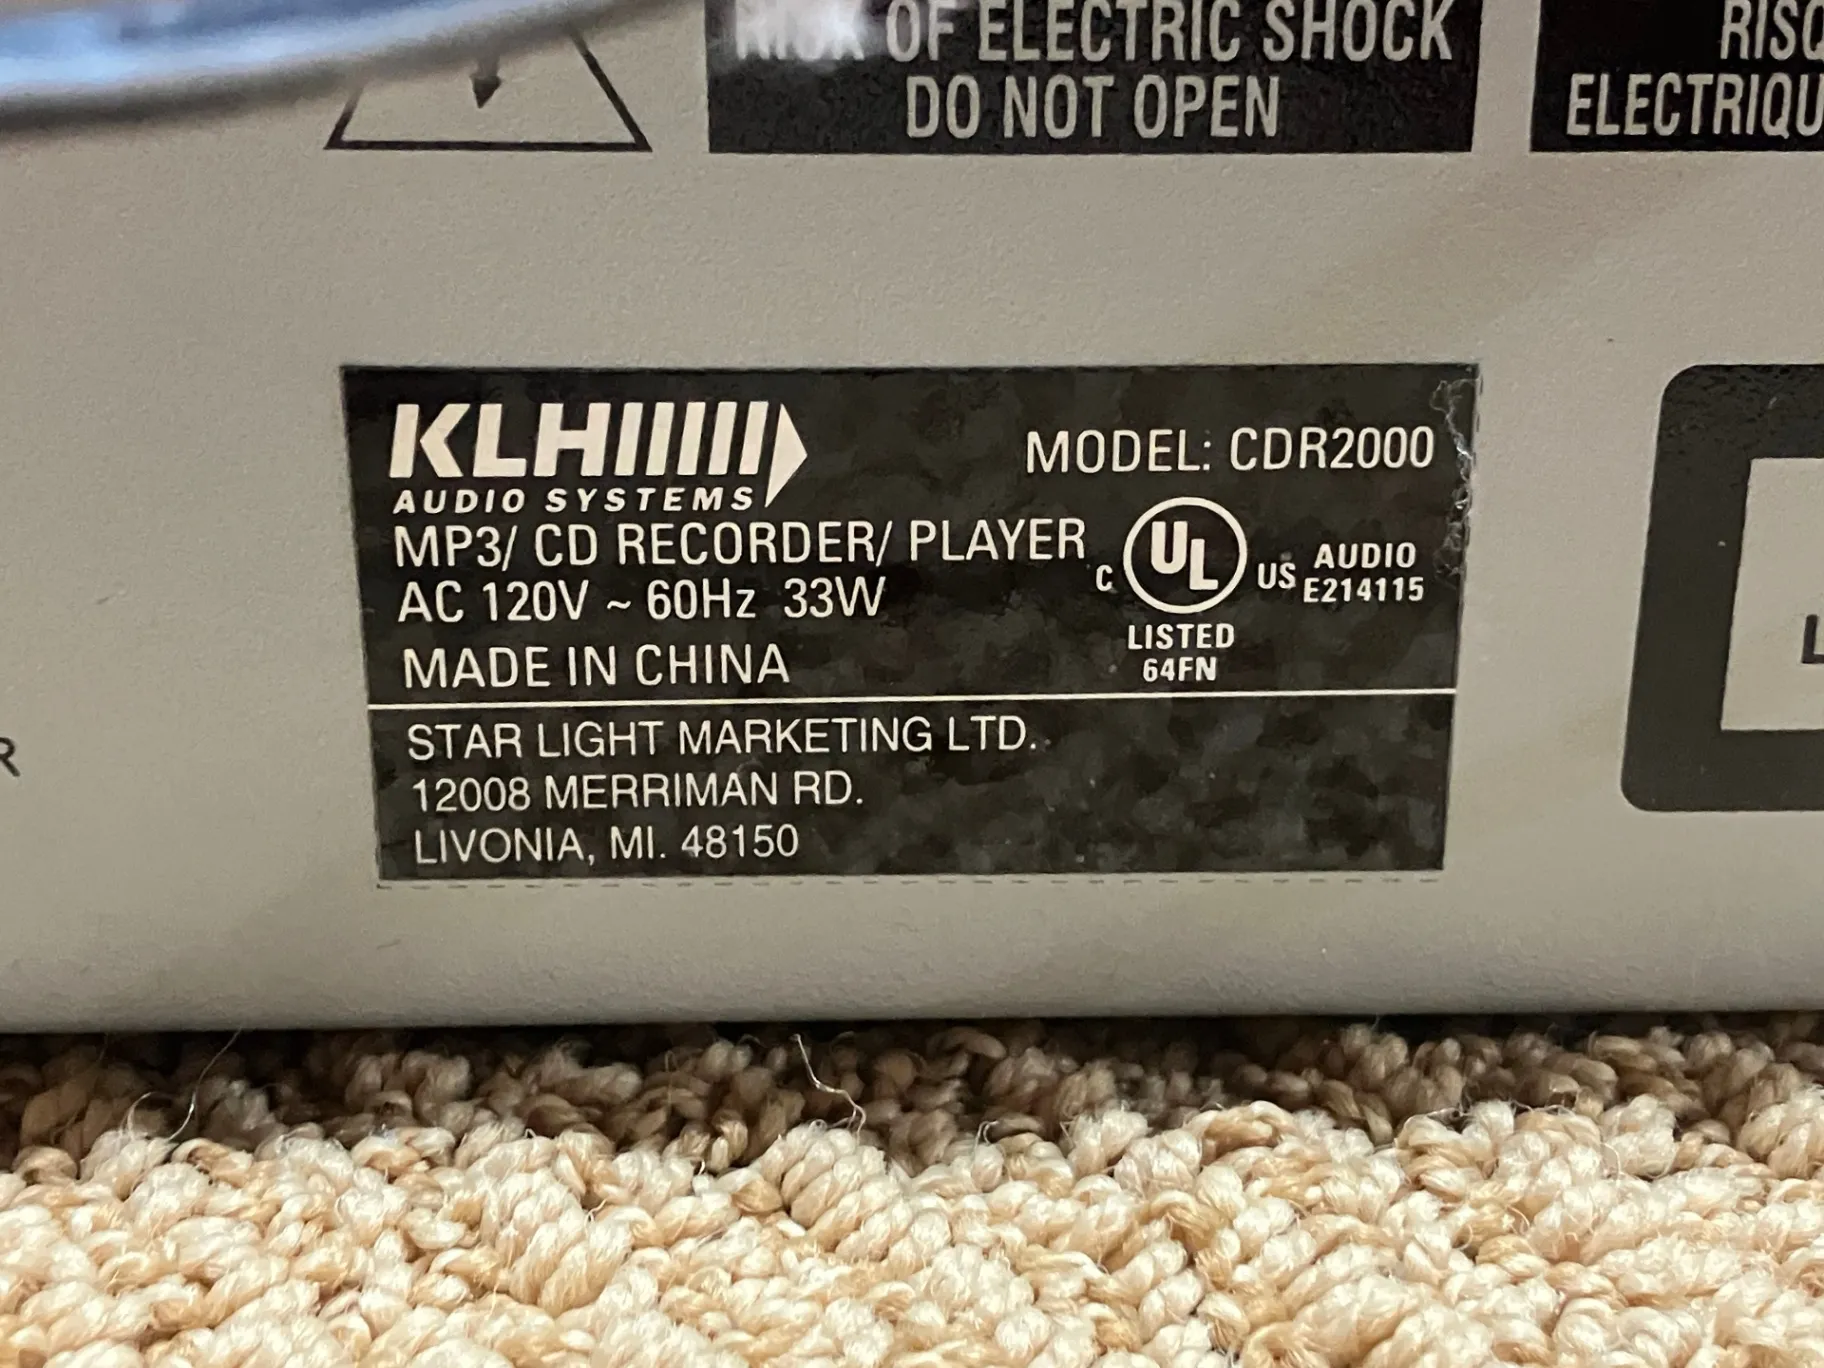 RISK OF ELECTRIC SHOCK
DO NOT OPEN
KLH
AUDIO SYSTEMS
MODEL: CDR2000
MP3/ CD RECORDER/ PLAYER
AC 120V ~ 60Hz 33W
MADE IN CHINA
C UL US
LISTED
64FN
AUDIO
E214115
STAR LIGHT MARKETING LTD.
12008 MERRIMAN RD.
LIVONIA, MI. 48150
R